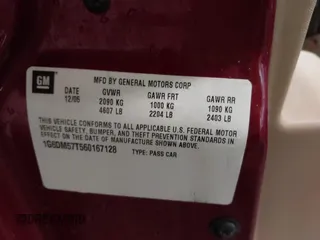 GM
MFD BY GENERAL MOTORS CORP
DATE GVWR GAWR FRT GAWR RR
12/05 2090 KG 1000 KG 1090 KG
4607 LB 2204 LB 2403 LB
THIS VEHICLE CONFORMS TO ALL APPLICABLE U.S. FEDERAL MOTOR
VEHICLE SAFETY, BUMPER, AND THEFT PREVENTION STANDARDS IN
EFFECT ON THE DATE OF MANUFACTURE SHOWN ABOVE.
1G6DM57T560167128 TYPE: PASS CAR